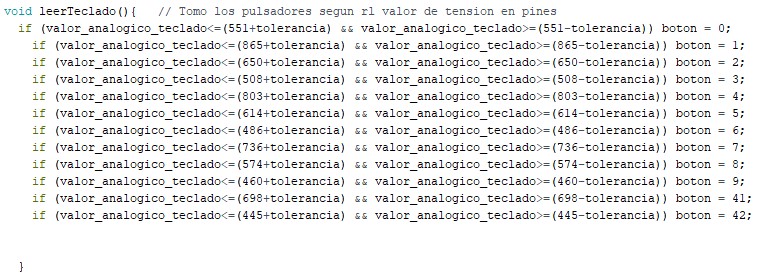 void leerTeclado(){   // Tomo los pulsadores segun rl valor de tension en pines
  if (valor_analogico_teclado<=(551+tolerancia) && valor_analogico_teclado>=(551-tolerancia)) boton = 0;
    if (valor_analogico_teclado<=(865+tolerancia) && valor_analogico_teclado>=(865-tolerancia)) boton = 1;
    if (valor_analogico_teclado<=(650+tolerancia) && valor_analogico_teclado>=(650-tolerancia)) boton = 2;
    if (valor_analogico_teclado<=(508+tolerancia) && valor_analogico_teclado>=(508-tolerancia)) boton = 3;
    if (valor_analogico_teclado<=(803+tolerancia) && valor_analogico_teclado>=(803-tolerancia)) boton = 4;
    if (valor_analogico_teclado<=(614+tolerancia) && valor_analogico_teclado>=(614-tolerancia)) boton = 5;
    if (valor_analogico_teclado<=(486+tolerancia) && valor_analogico_teclado>=(486-tolerancia)) boton = 6;
    if (valor_analogico_teclado<=(736+tolerancia) && valor_analogico_teclado>=(736-tolerancia)) boton = 7;
    if (valor_analogico_teclado<=(574+tolerancia) && valor_analogico_teclado>=(574-tolerancia)) boton = 8;
    if (valor_analogico_teclado<=(460+tolerancia) && valor_analogico_teclado>=(460-tolerancia)) boton = 9;
    if (valor_analogico_teclado<=(698+tolerancia) && valor_analogico_teclado>=(698-tolerancia)) boton = 41;
    if (valor_analogico_teclado<=(445+tolerancia) && valor_analogico_teclado>=(445-tolerancia)) boton = 42;
  }